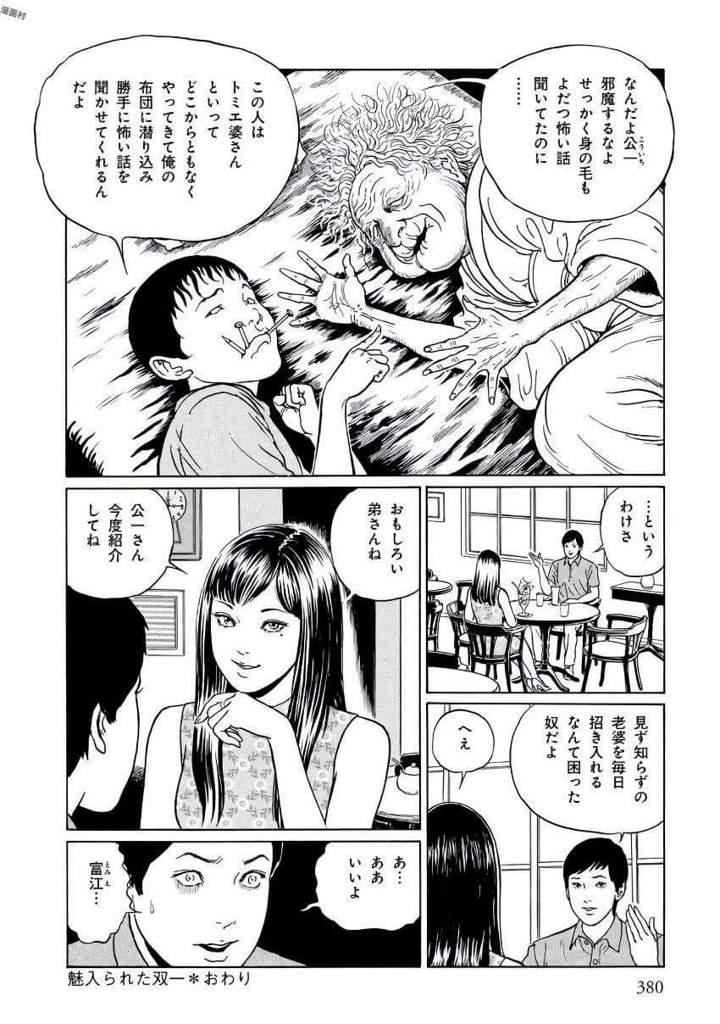 漫画村
なんだよ公一
こういち
邪魔するなよ
せっかく身の毛も
よだつ怖い話
聞いてたのに
……
この人は
トミエ婆さん
といって
どこからともなく
やってきて俺の
布団に潜り込み
勝手に怖い話を
聞かせてくれるん
だよ
…という
わけさ
おもしろい
弟さんね
公一さん
今度紹介
してね
見ず知らずの
老婆を毎日
招き入れる
なんて困った
奴だよ
へえ
あ…
ああ
いいよ
富江…
とみえ
魅入られた双一＊おわり
380